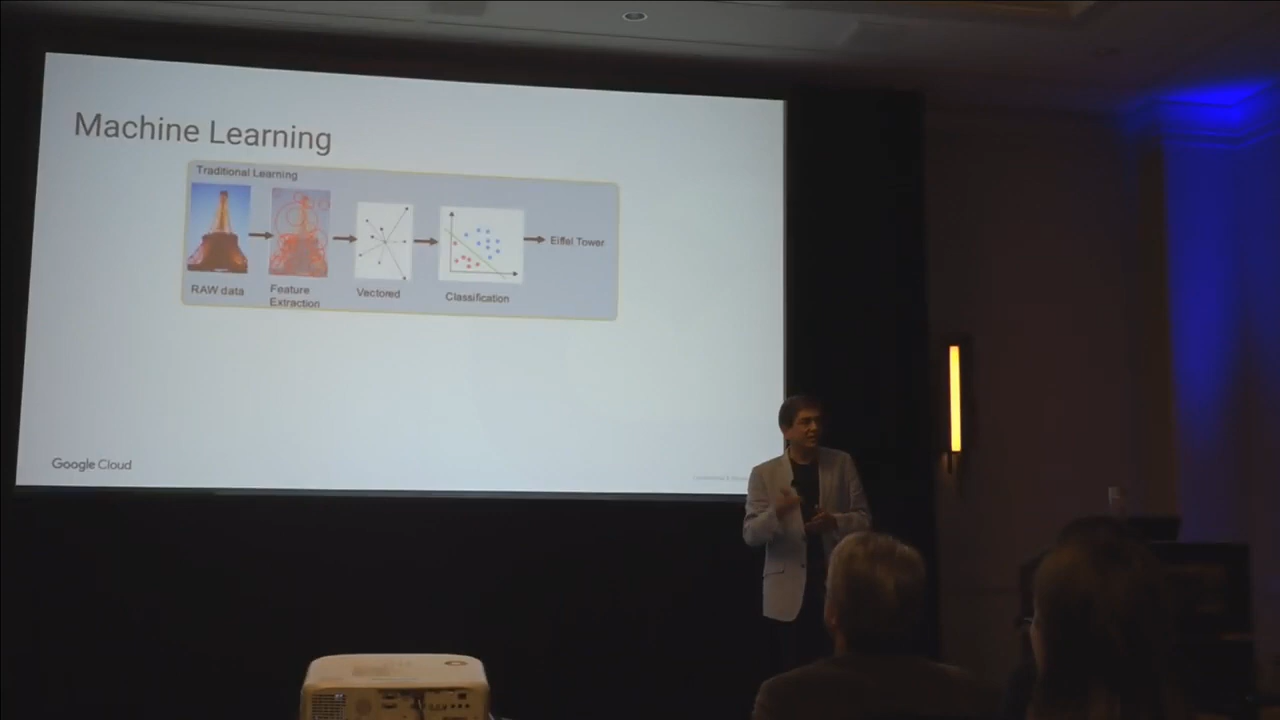 Machine Learning
Traditional Learning
Eiffel Tower
RAW data
Feature
Extraction
Vectored
Classification
Google Cloud